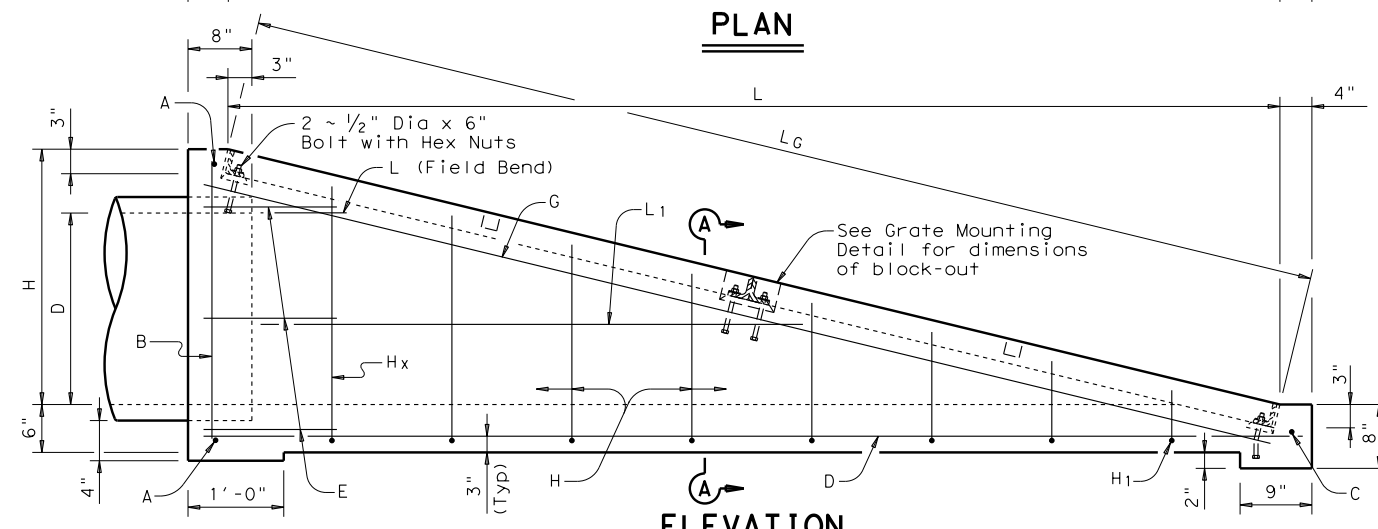 PLAN
8"
3"
L
4"
A
2 ~ 1/2" Dia x 6"
Bolt with Hex Nuts
L (Field Bend)
LG
3"
G
L1
A
See Grate Mounting
Detail for dimensions
of block-out
H
D
B
Hx
6"
4"
A
1'-0"
E
3"
(Typ)
H
A
D
H1
2"
9"
3"
8"
C
ELEVATION